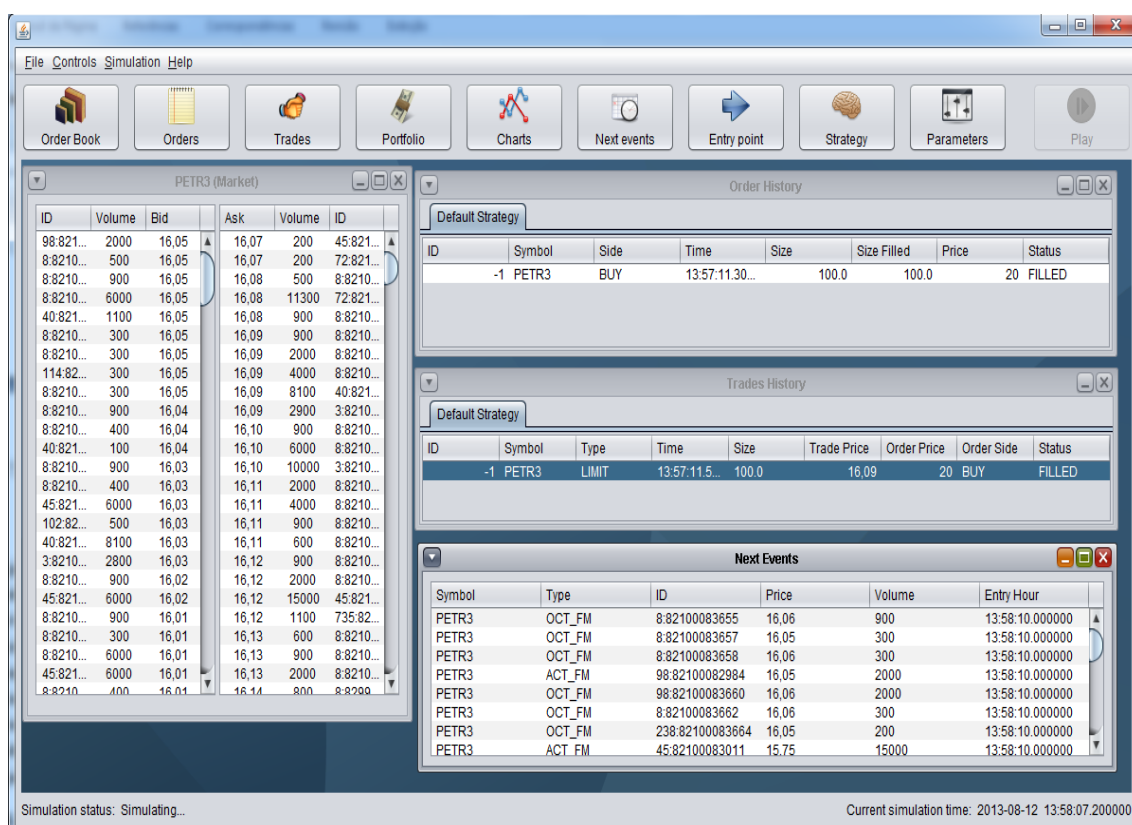 File Controls Simulation Help
Order Book Orders Trades Portfolio Charts Next events Entry point Strategy Parameters Play
PETR3 (Market)
ID Volume Bid Ask Volume ID
98:821... 2000 16,05 16,07 200 45:821...
8:8210... 500 16,05 16,07 200 72:821...
8:8210... 900 16,05 16,08 500 8:8210...
8:8210... 6000 16,05 16,08 11300 72:821...
40:821... 1100 16,05 16,08 900 8:8210...
8:8210... 300 16,05 16,09 900 8:8210...
8:8210... 300 16,05 16,09 2000 8:8210...
114:82... 300 16,05 16,09 4000 8:8210...
8:8210... 300 16,05 16,09 8100 40:821...
8:8210... 900 16,04 16,09 2900 3:8210...
8:8210... 400 16,04 16,10 900 8:8210...
40:821... 100 16,04 16,10 6000 8:8210...
8:8210... 900 16,03 16,10 10000 3:8210...
8:8210... 400 16,03 16,11 2000 8:8210...
45:821... 6000 16,03 16,11 4000 8:8210...
102:82... 500 16,03 16,11 900 8:8210...
40:821... 8100 16,03 16,11 600 8:8210...
3:8210... 2800 16,03 16,12 900 8:8210...
8:8210... 900 16,02 16,12 2000 8:8210...
45:821... 6000 16,02 16,12 15000 45:821...
8:8210... 900 16,01 16,12 1100 735:82...
8:8210... 300 16,01 16,13 600 8:8210...
8:8210... 6000 16,01 16,13 900 8:8210...
45:821... 6000 16,01 16,13 2000 8:8210...
8:8210... 400 16,01 16,14 800 8:8299...
Order History
Default Strategy
ID Symbol Side Time Size Size Filled Price Status
-1 PETR3 BUY 13:57:11.30... 100.0 100.0 20 FILLED
Trades History
Default Strategy
ID Symbol Type Time Size Trade Price Order Price Order Side Status
-1 PETR3 LIMIT 13:57:11.5... 100.0 16,09 20 BUY FILLED
Next Events
Symbol Type ID Price Volume Entry Hour
PETR3 OCT_FM 8:82100083655 16,06 900 13:58:10.000000
PETR3 OCT_FM 8:82100083657 16,05 300 13:58:10.000000
PETR3 OCT_FM 8:82100083658 16,06 300 13:58:10.000000
PETR3 ACT_FM 98:82100082984 16,05 2000 13:58:10.000000
PETR3 OCT_FM 98:82100083660 16,06 2000 13:58:10.000000
PETR3 OCT_FM 8:82100083662 16,06 300 13:58:10.000000
PETR3 OCT_FM 238:82100083664 16,05 200 13:58:10.000000
PETR3 ACT_FM 45:82100083011 15,75 15000 13:58:10.000000
Simulation status: Simulating... Current simulation time: 2013-08-12 13:58:07.200000